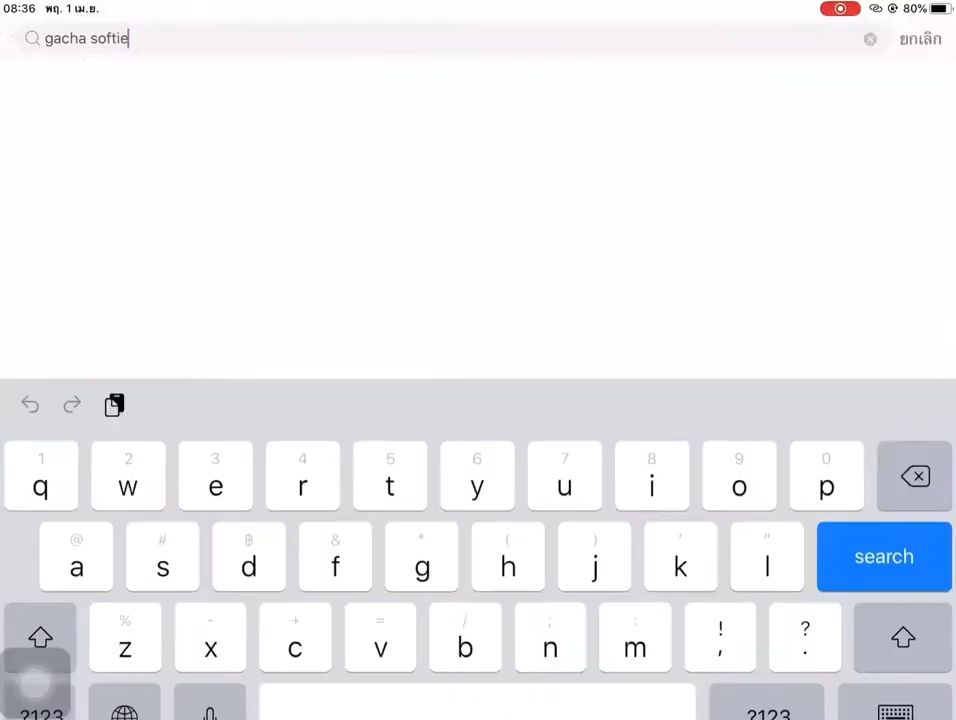 08:36 พฤ. 1 เม.ย.
80%
gacha softie
ยกเลิก
1 2 3 4 5 6 7 8 9 0
q w e r t y u i o p
@ # ฿ & * ( ) ' "
a s d f g h j k l
search
% - + = / ; : ! ?
z x c v b n m , .
?123 ?123